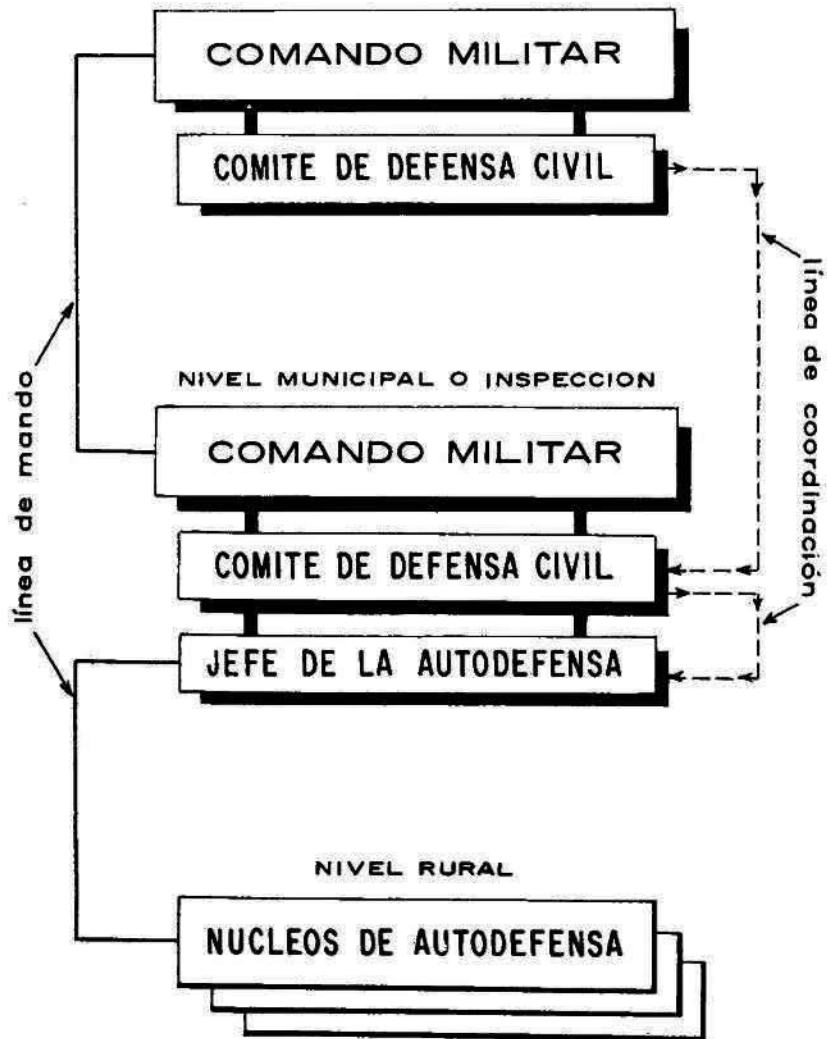 COMANDO MILITAR
COMITE DE DEFENSA CIVIL
línea de mando
línea de coordinación
NIVEL MUNICIPAL O INSPECCION
COMANDO MILITAR
COMITE DE DEFENSA CIVIL
JEFE DE LA AUTODEFENSA
NIVEL RURAL
NUCLEOS DE AUTODEFENSA